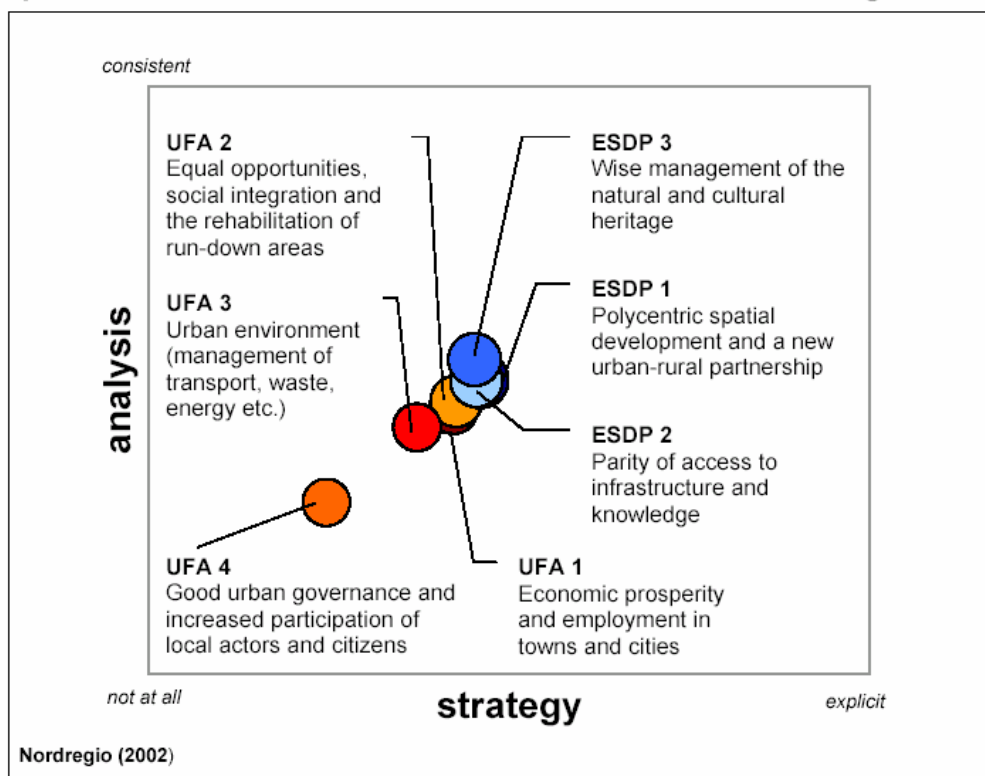 consistent
UFA 2
Equal opportunities,
social integration and
the rehabilitation of
run-down areas
ESDP 3
Wise management of the
natural and cultural
heritage
UFA 3
Urban environment
(management of
transport, waste,
energy etc.)
ESDP 1
Polycentric spatial
development and a new
urban-rural partnership
analysis
ESDP 2
Parity of access to
infrastructure and
knowledge
UFA 4
Good urban governance and
increased participation of
local actors and citizens
UFA 1
Economic prosperity
and employment in
towns and cities
not at all
strategy
explicit
Nordregio (2002)